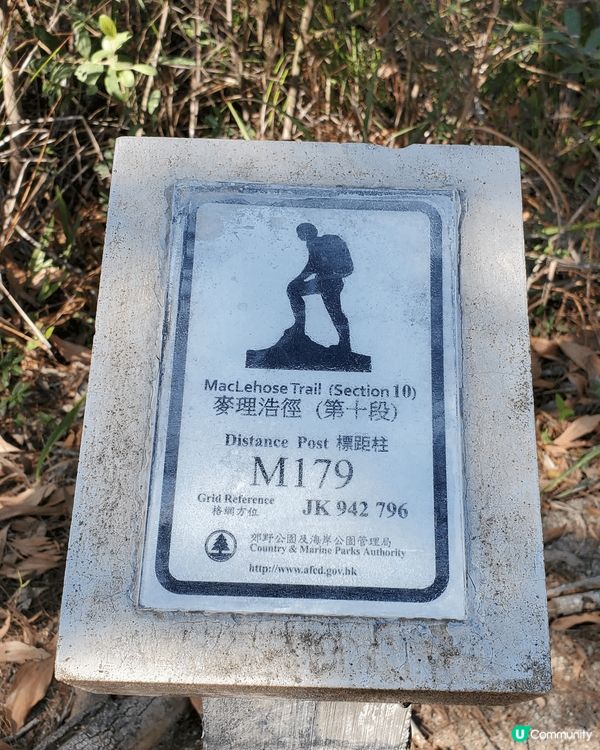 MacLehose Trail (Section 10)
麥理浩徑 (第十段)
Distance Post 標距柱
M179
Grid Reference
格網方位
JK 942 796
郊野公園及海岸公園管理局
Country & Marine Parks Authority
http://www.afcd.gov.hk
U Community